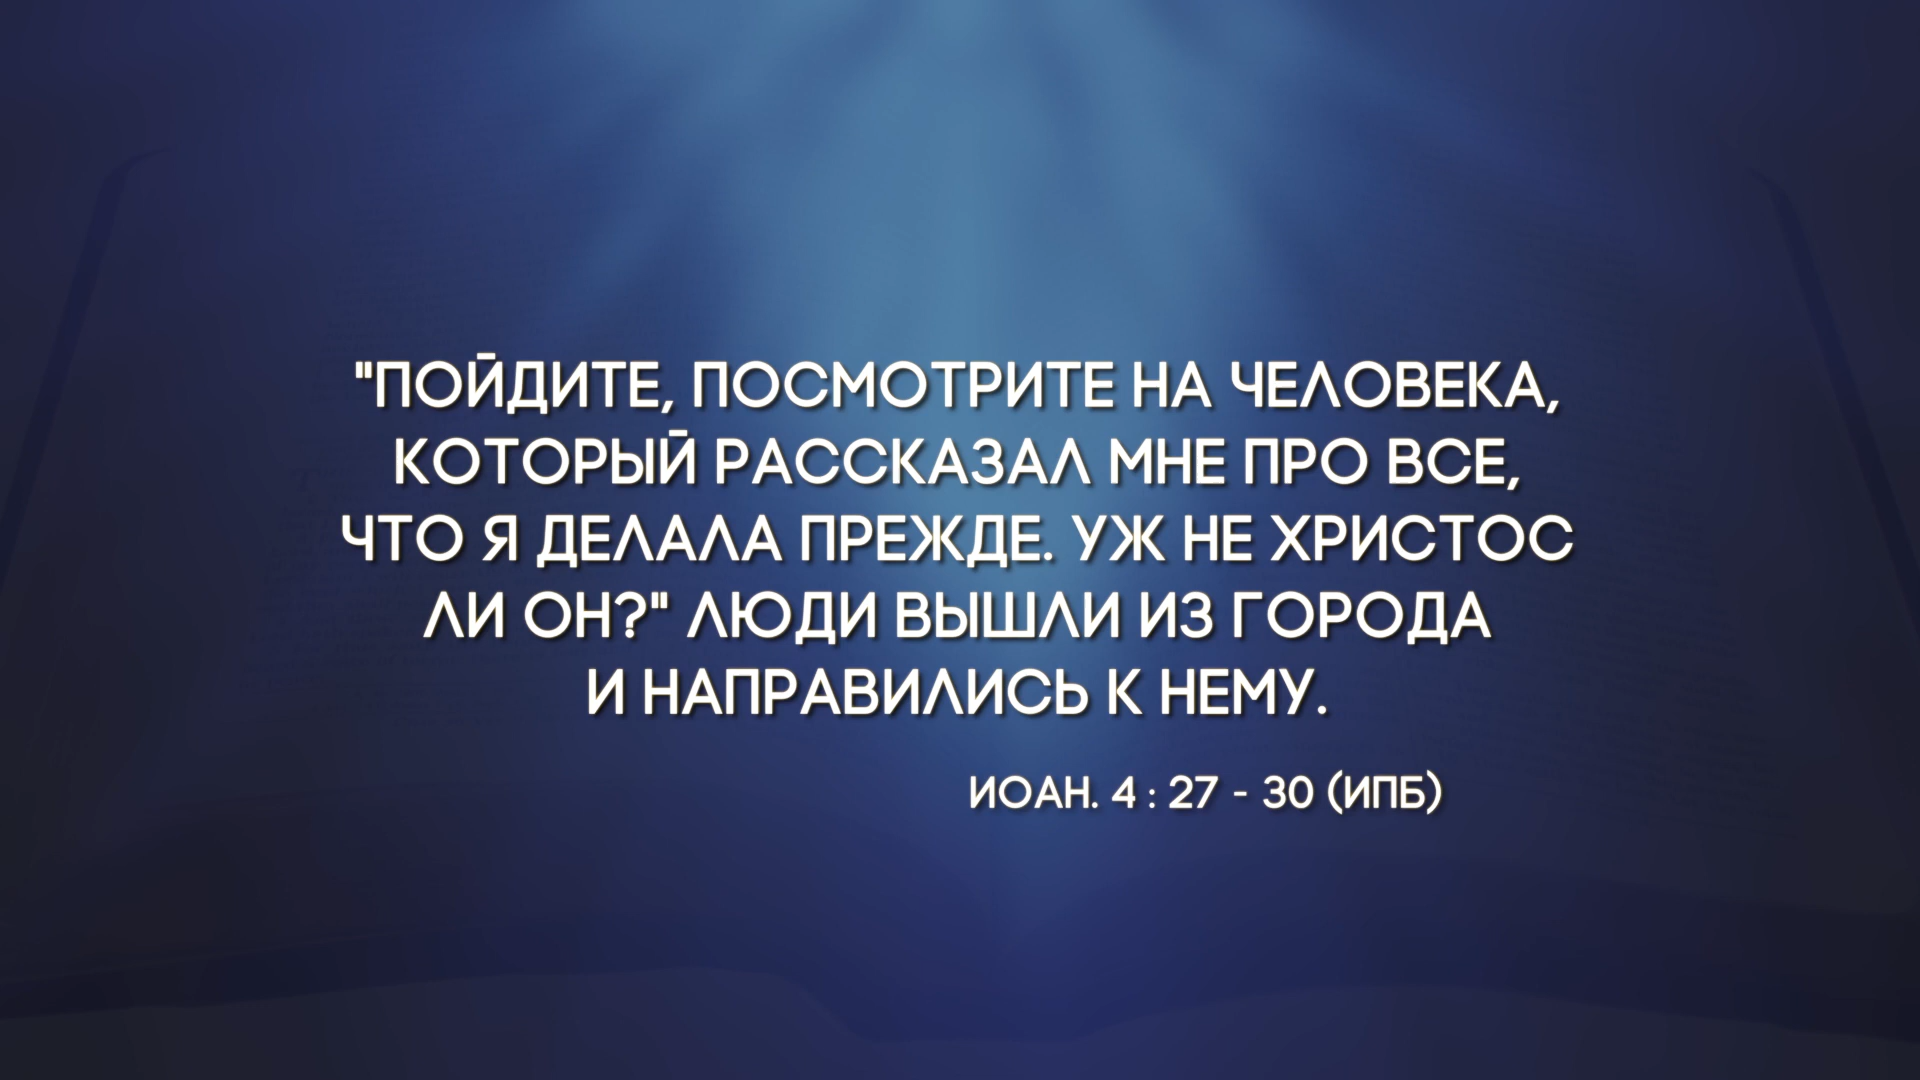 "ПОЙДИТЕ, ПОСМОТРИТЕ НА ЧЕЛОВЕКА,
КОТОРЫЙ РАССКАЗАЛ МНЕ ПРО ВСЕ,
ЧТО Я ДЕЛАЛА ПРЕЖДЕ. УЖ НЕ ХРИСТОС
ЛИ ОН?" ЛЮДИ ВЫШЛИ ИЗ ГОРОДА
И НАПРАВИЛИСЬ К НЕМУ.
ИОАН. 4 : 27 - 30 (ИПБ)